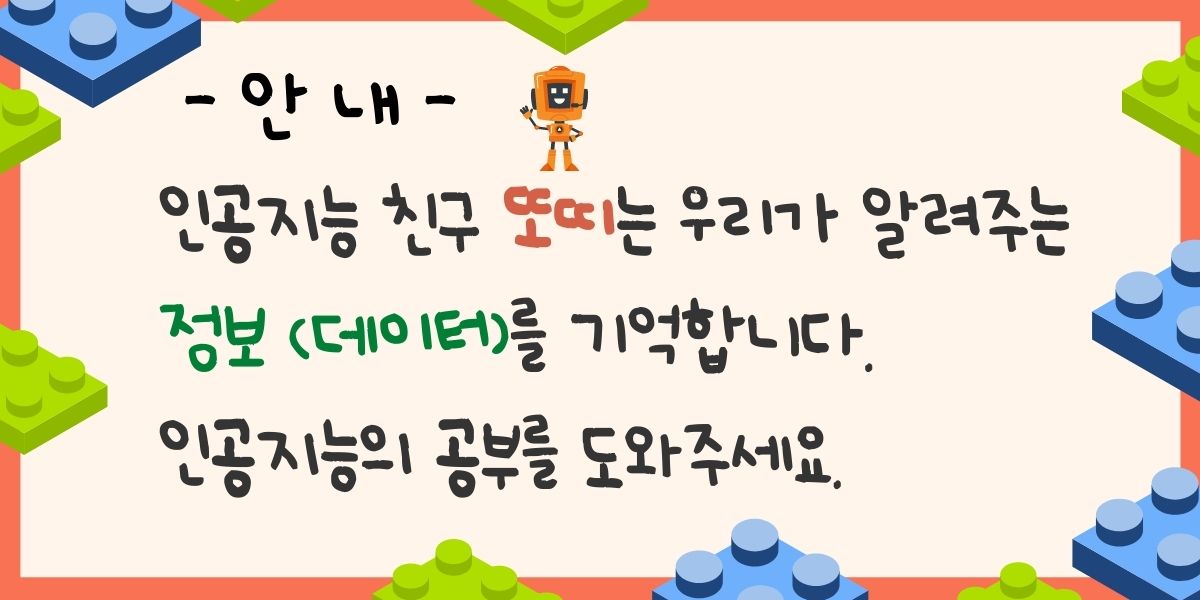 - 안 내 -
인공지능 친구 또띠는 우리가 알려주는
정보 (데이터)를 기억합니다.
인공지능의 공부를 도와주세요.